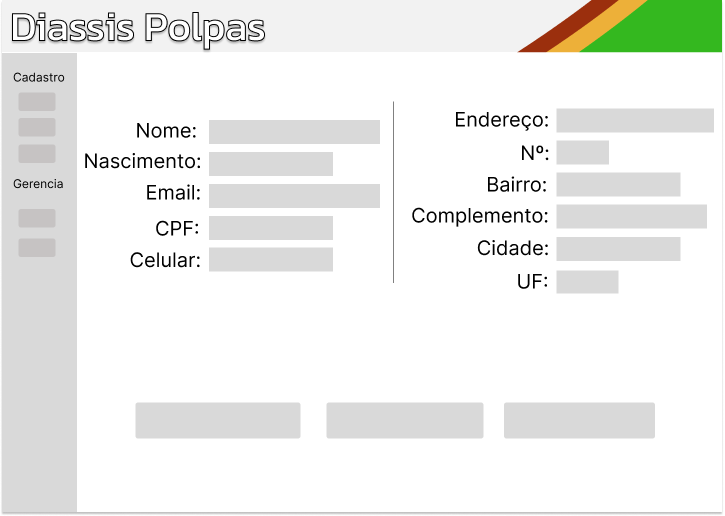 Diassis Polpas
Cadastro
Gerencia
Nome:
Nascimento:
Email:
CPF:
Celular:
Endereço:
Nº:
Bairro:
Complemento:
Cidade:
UF: